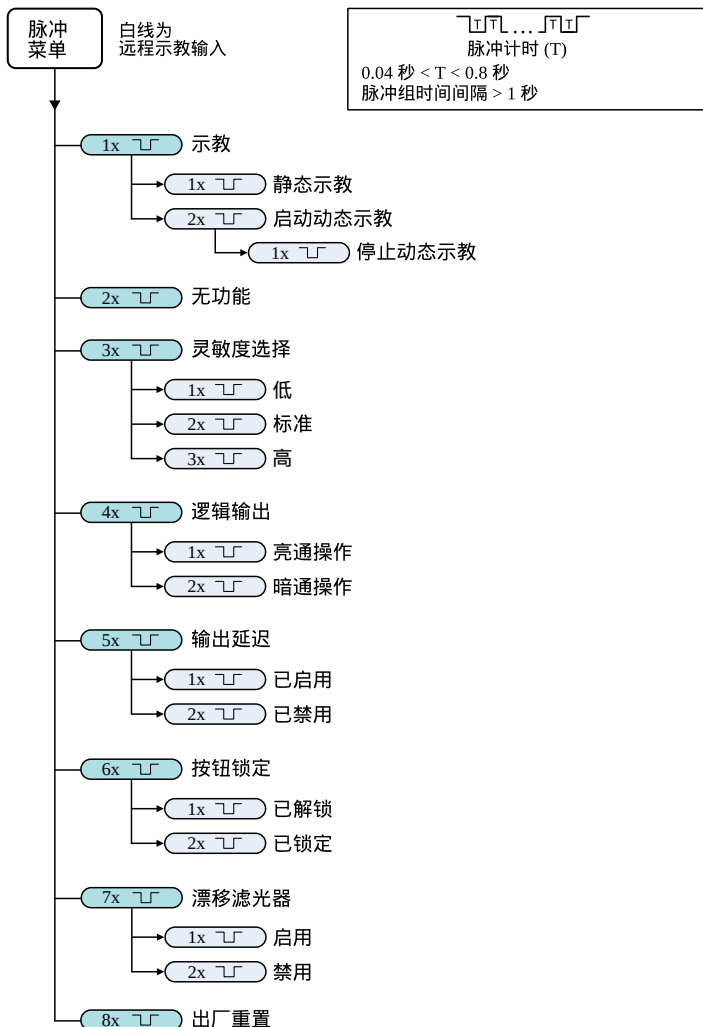 脉冲
菜单
白线为
远程示教输入
T T ... T T
脉冲计时 (T)
0.04 秒 < T < 0.8 秒
脉冲组时间间隔 > 1 秒
1x 示教
1x 静态示教
2x 启动动态示教
1x 停止动态示教
2x 无功能
3x 灵敏度选择
1x 低
2x 标准
3x 高
4x 逻辑输出
1x 亮通操作
2x 暗通操作
5x 输出延迟
1x 已启用
2x 已禁用
6x 按钮锁定
1x 已解锁
2x 已锁定
7x 漂移滤光器
1x 启用
2x 禁用
8x 出厂重置